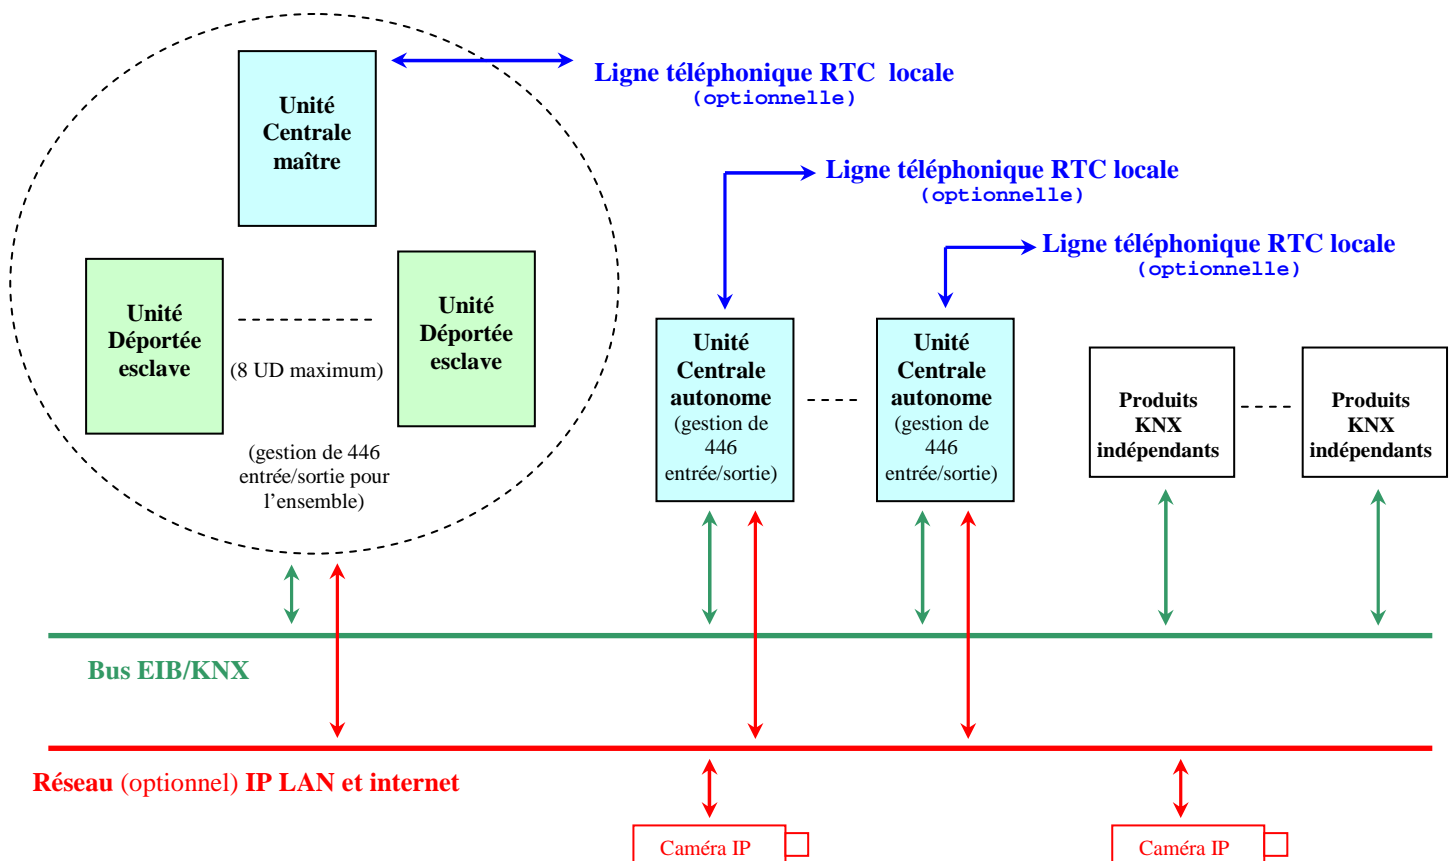 Ligne téléphonique RTC  locale
(optionnelle)
Unité
Centrale
maître
Ligne téléphonique RTC locale
(optionnelle)
Ligne téléphonique RTC locale
(optionnelle)
Unité
Déportée
esclave
(8 UD maximum)
Unité
Déportée
esclave
(gestion de 446
entrée/sortie pour
l’ensemble)
Unité
Centrale
autonome
(gestion de
446
entrée/sortie)
Unité
Centrale
autonome
(gestion de
446
entrée/sortie)
Produits
KNX
indépendants
Produits
KNX
indépendants
Bus EIB/KNX
Réseau (optionnel) IP LAN et internet
Caméra IP
Caméra IP